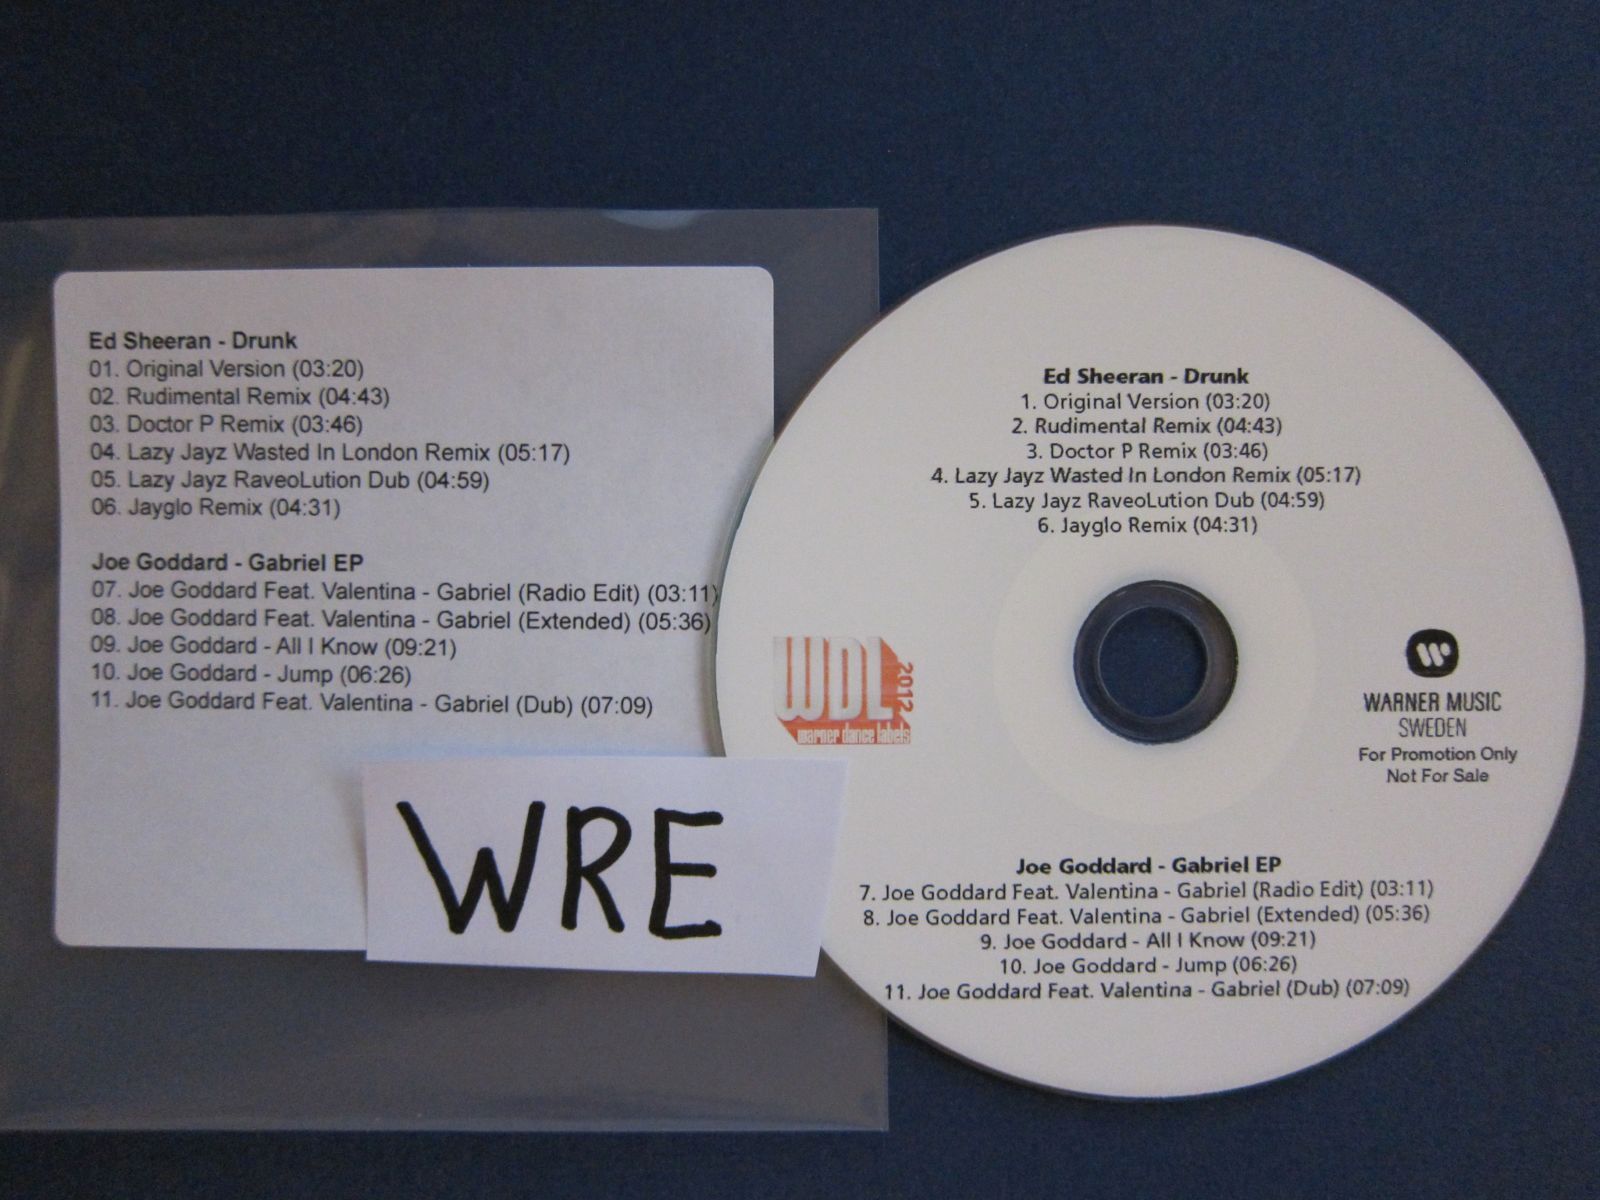 Ed Sheeran - Drunk
01. Original Version (03:20)
02. Rudimental Remix (04:43)
03. Doctor P Remix (03:46)
04. Lazy Jayz Wasted In London Remix (05:17)
05. Lazy Jayz RaveoLution Dub (04:59)
06. Jayglo Remix (04:31)
Joe Goddard - Gabriel EP
07. Joe Goddard Feat. Valentina - Gabriel (Radio Edit) (03:11)
08. Joe Goddard Feat. Valentina - Gabriel (Extended) (05:36)
09. Joe Goddard - All I Know (09:21)
10. Joe Goddard - Jump (06:26)
11. Joe Goddard Feat. Valentina - Gabriel (Dub) (07:09)
WRE
Ed Sheeran - Drunk
1. Original Version (03:20)
2. Rudimental Remix (04:43)
3. Doctor P Remix (03:46)
4. Lazy Jayz Wasted In London Remix (05:17)
5. Lazy Jayz RaveoLution Dub (04:59)
6. Jayglo Remix (04:31)
WDL 2012
warner dance labels
WARNER MUSIC
SWEDEN
For Promotion Only
Not For Sale
Joe Goddard - Gabriel EP
7. Joe Goddard Feat. Valentina - Gabriel (Radio Edit) (03:11)
8. Joe Goddard Feat. Valentina - Gabriel (Extended) (05:36)
9. Joe Goddard - All I Know (09:21)
10. Joe Goddard - Jump (06:26)
11. Joe Goddard Feat. Valentina - Gabriel (Dub) (07:09)